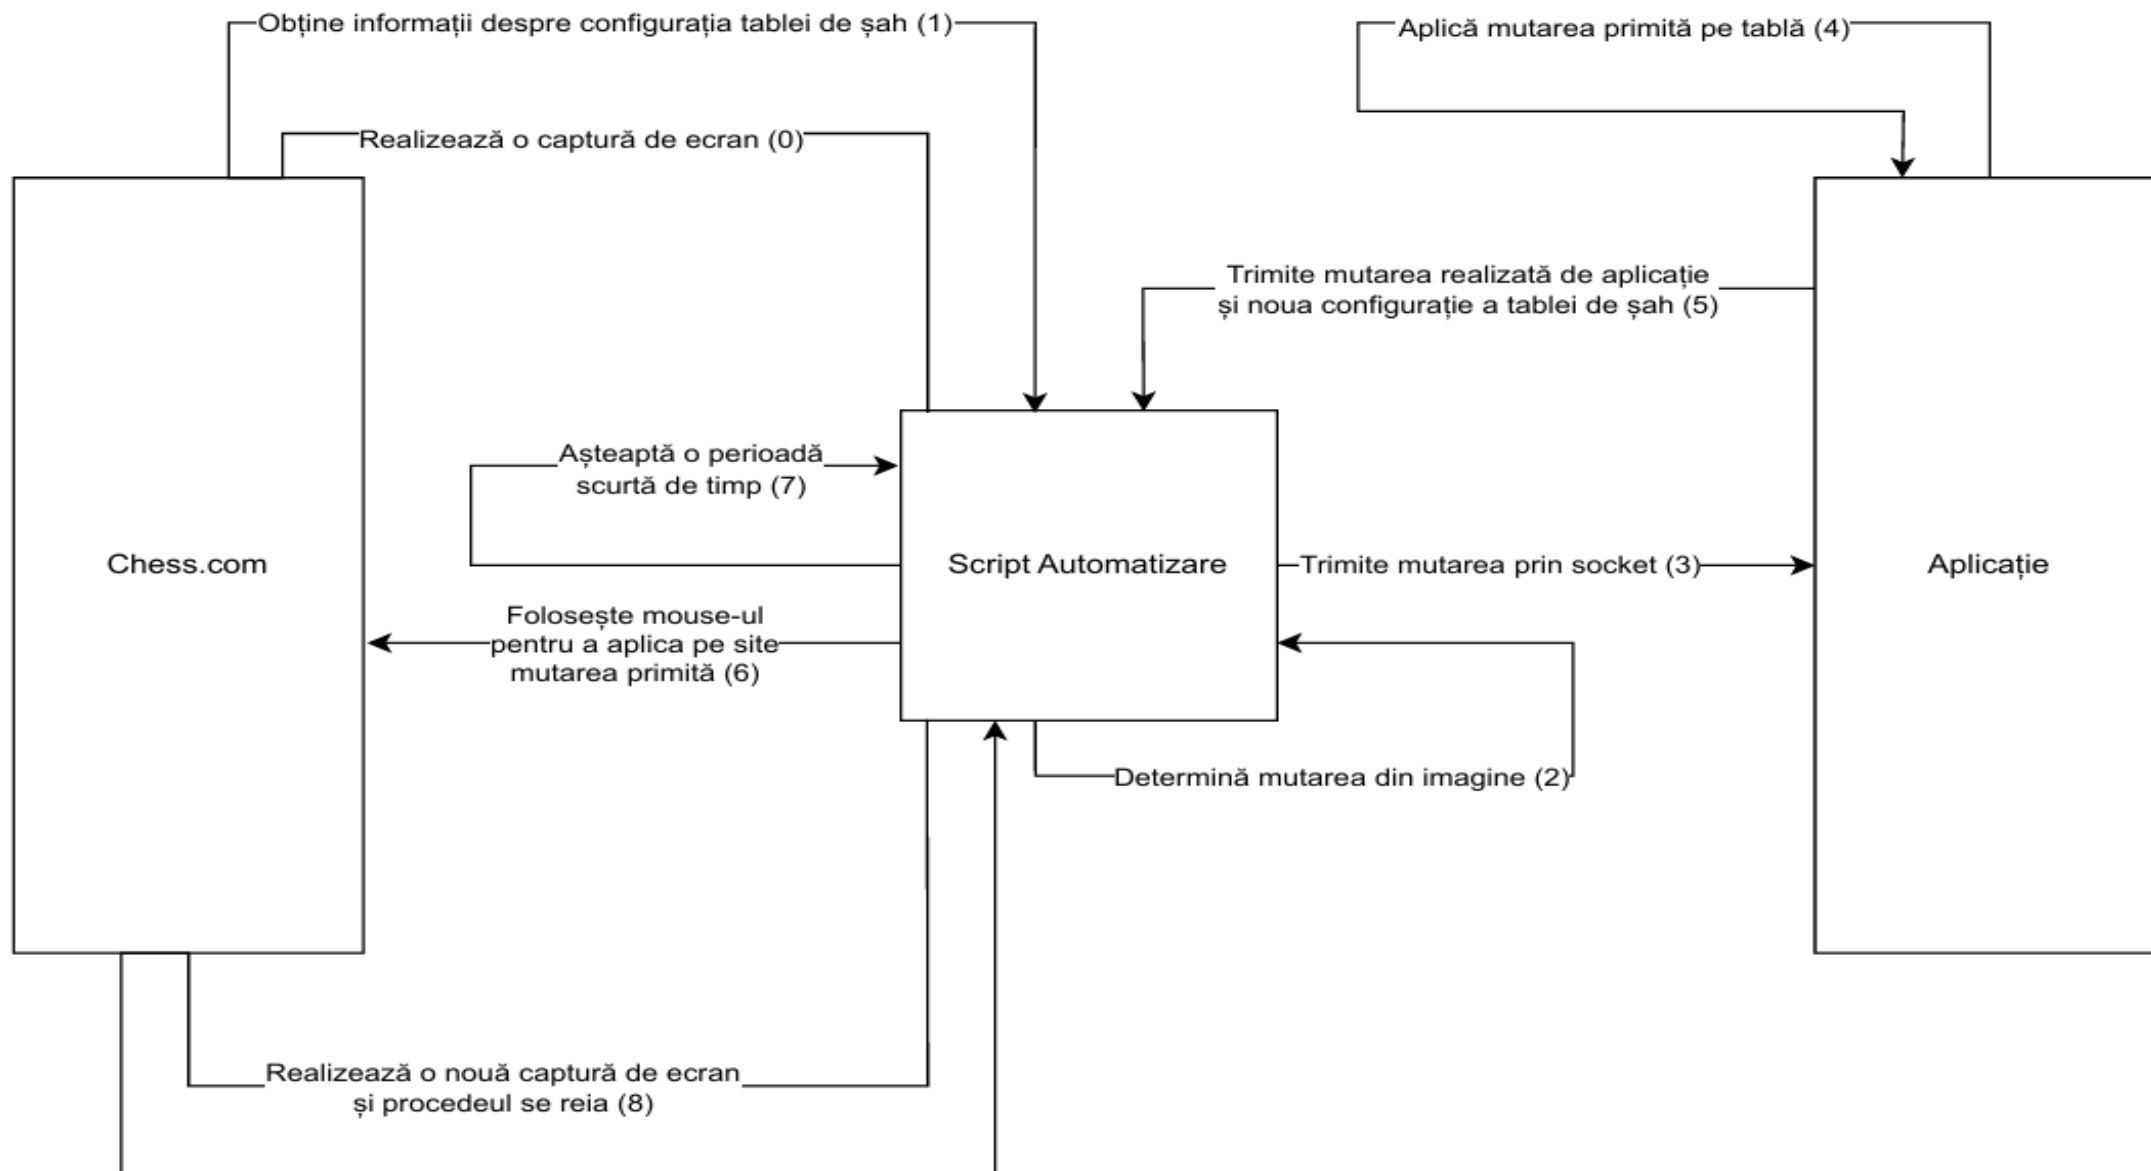 Obține informații despre configurația tablei de șah (1)
Aplică mutarea primită pe tablă (4)
Realizează o captură de ecran (0)
Trimite mutarea realizată de aplicație
și noua configurație a tablei de șah (5)
Așteaptă o perioadă
scurtă de timp (7)
Chess.com
Script Automatizare
Trimite mutarea prin socket (3)
Aplicație
Folosește mouse-ul
pentru a aplica pe site
mutarea primită (6)
Determină mutarea din imagine (2)
Realizează o nouă captură de ecran
și procedeul se reia (8)